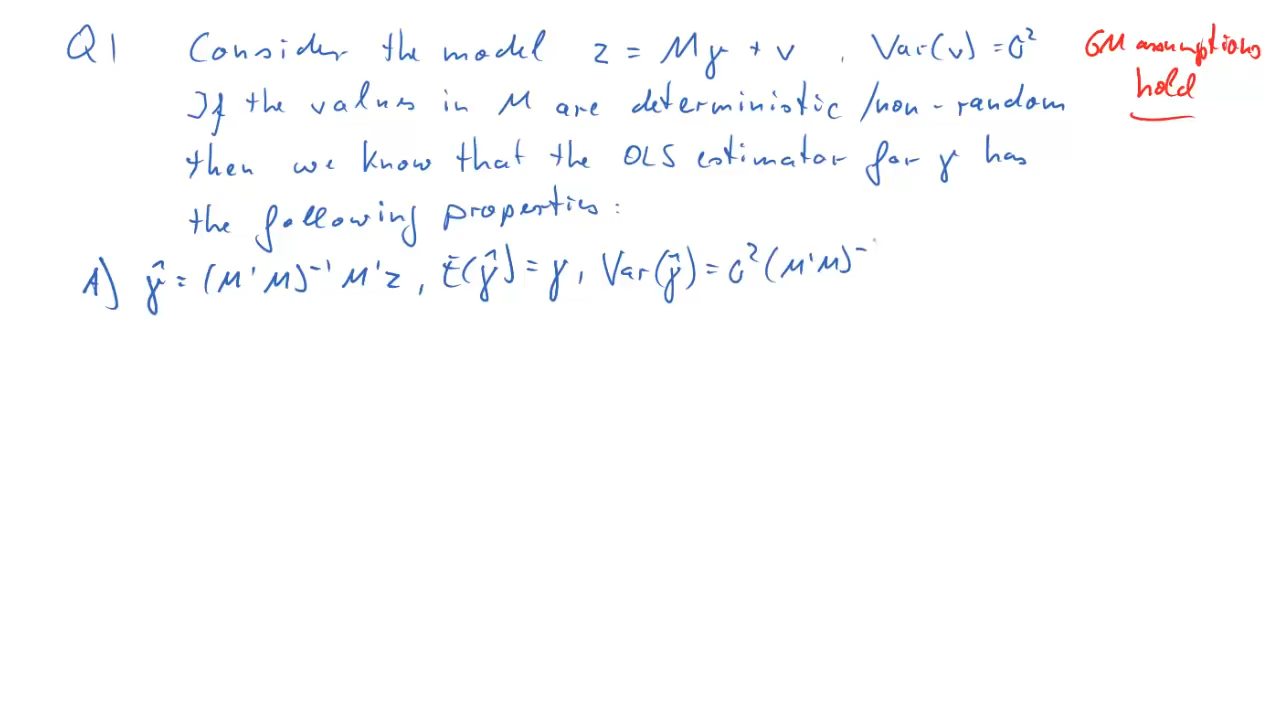 Q1 Consider the model z = Mγ + v , Var(v) = σ² GM assumptions
hold
If the values in M are deterministic /non-random
then we know that the OLS estimator for γ has
the following properties:
A) γ̂ = (M'M)⁻¹ M'z , E(γ̂) = γ, Var(γ̂) = σ² (M'M)⁻'